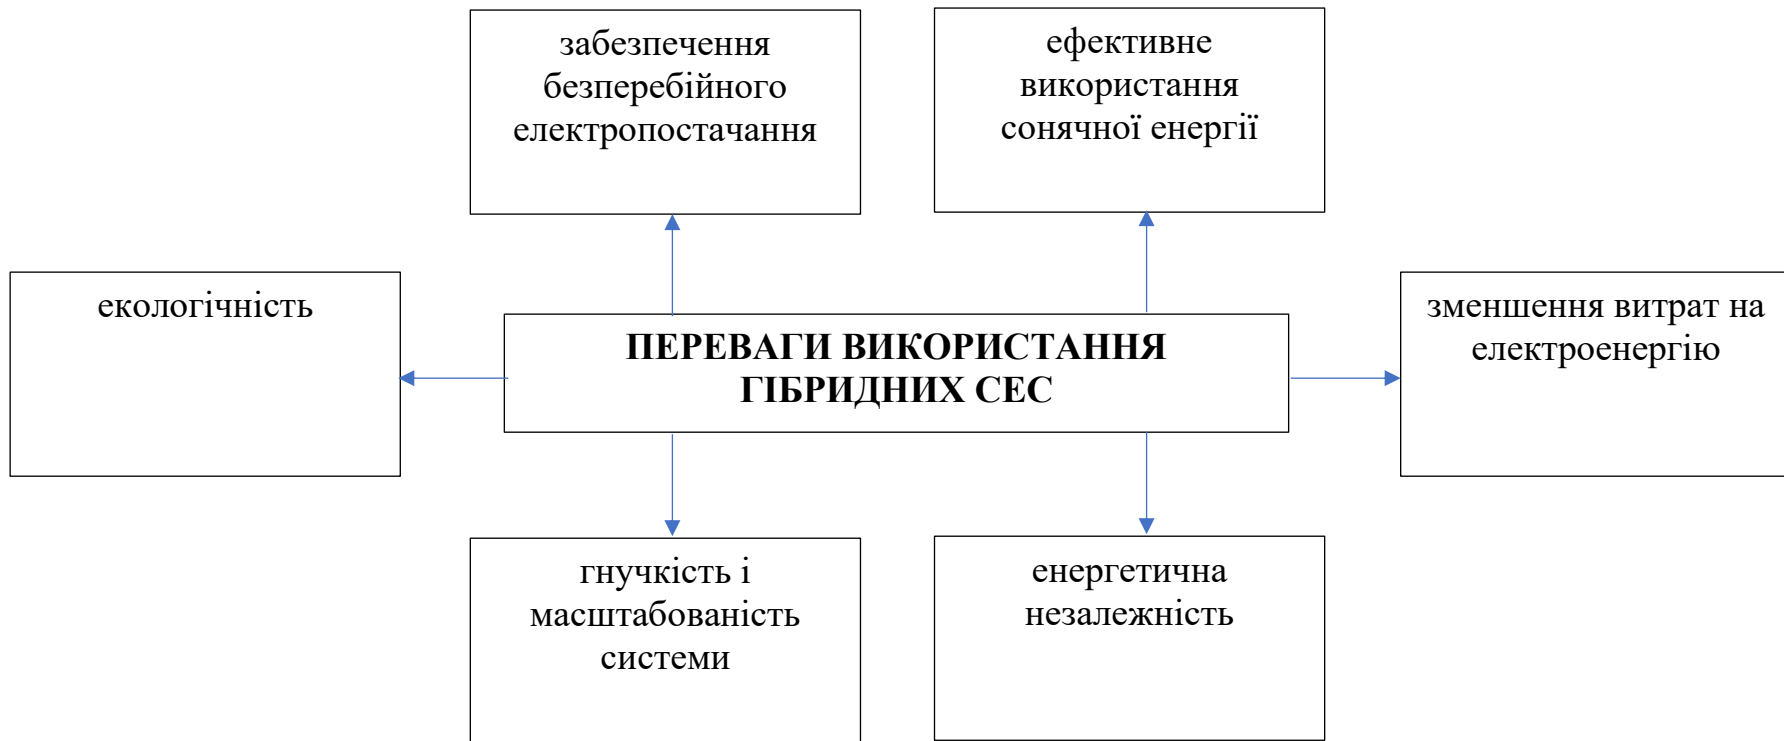 забезпечення
безперебійного
електропостачання
ефективне
використання
сонячної енергії
екологічність
ПЕРЕВАГИ ВИКОРИСТАННЯ
ГІБРИДНИХ СЕС
зменшення витрат на
електроенергію
гнучкість і
масштабованість
системи
енергетична
незалежність